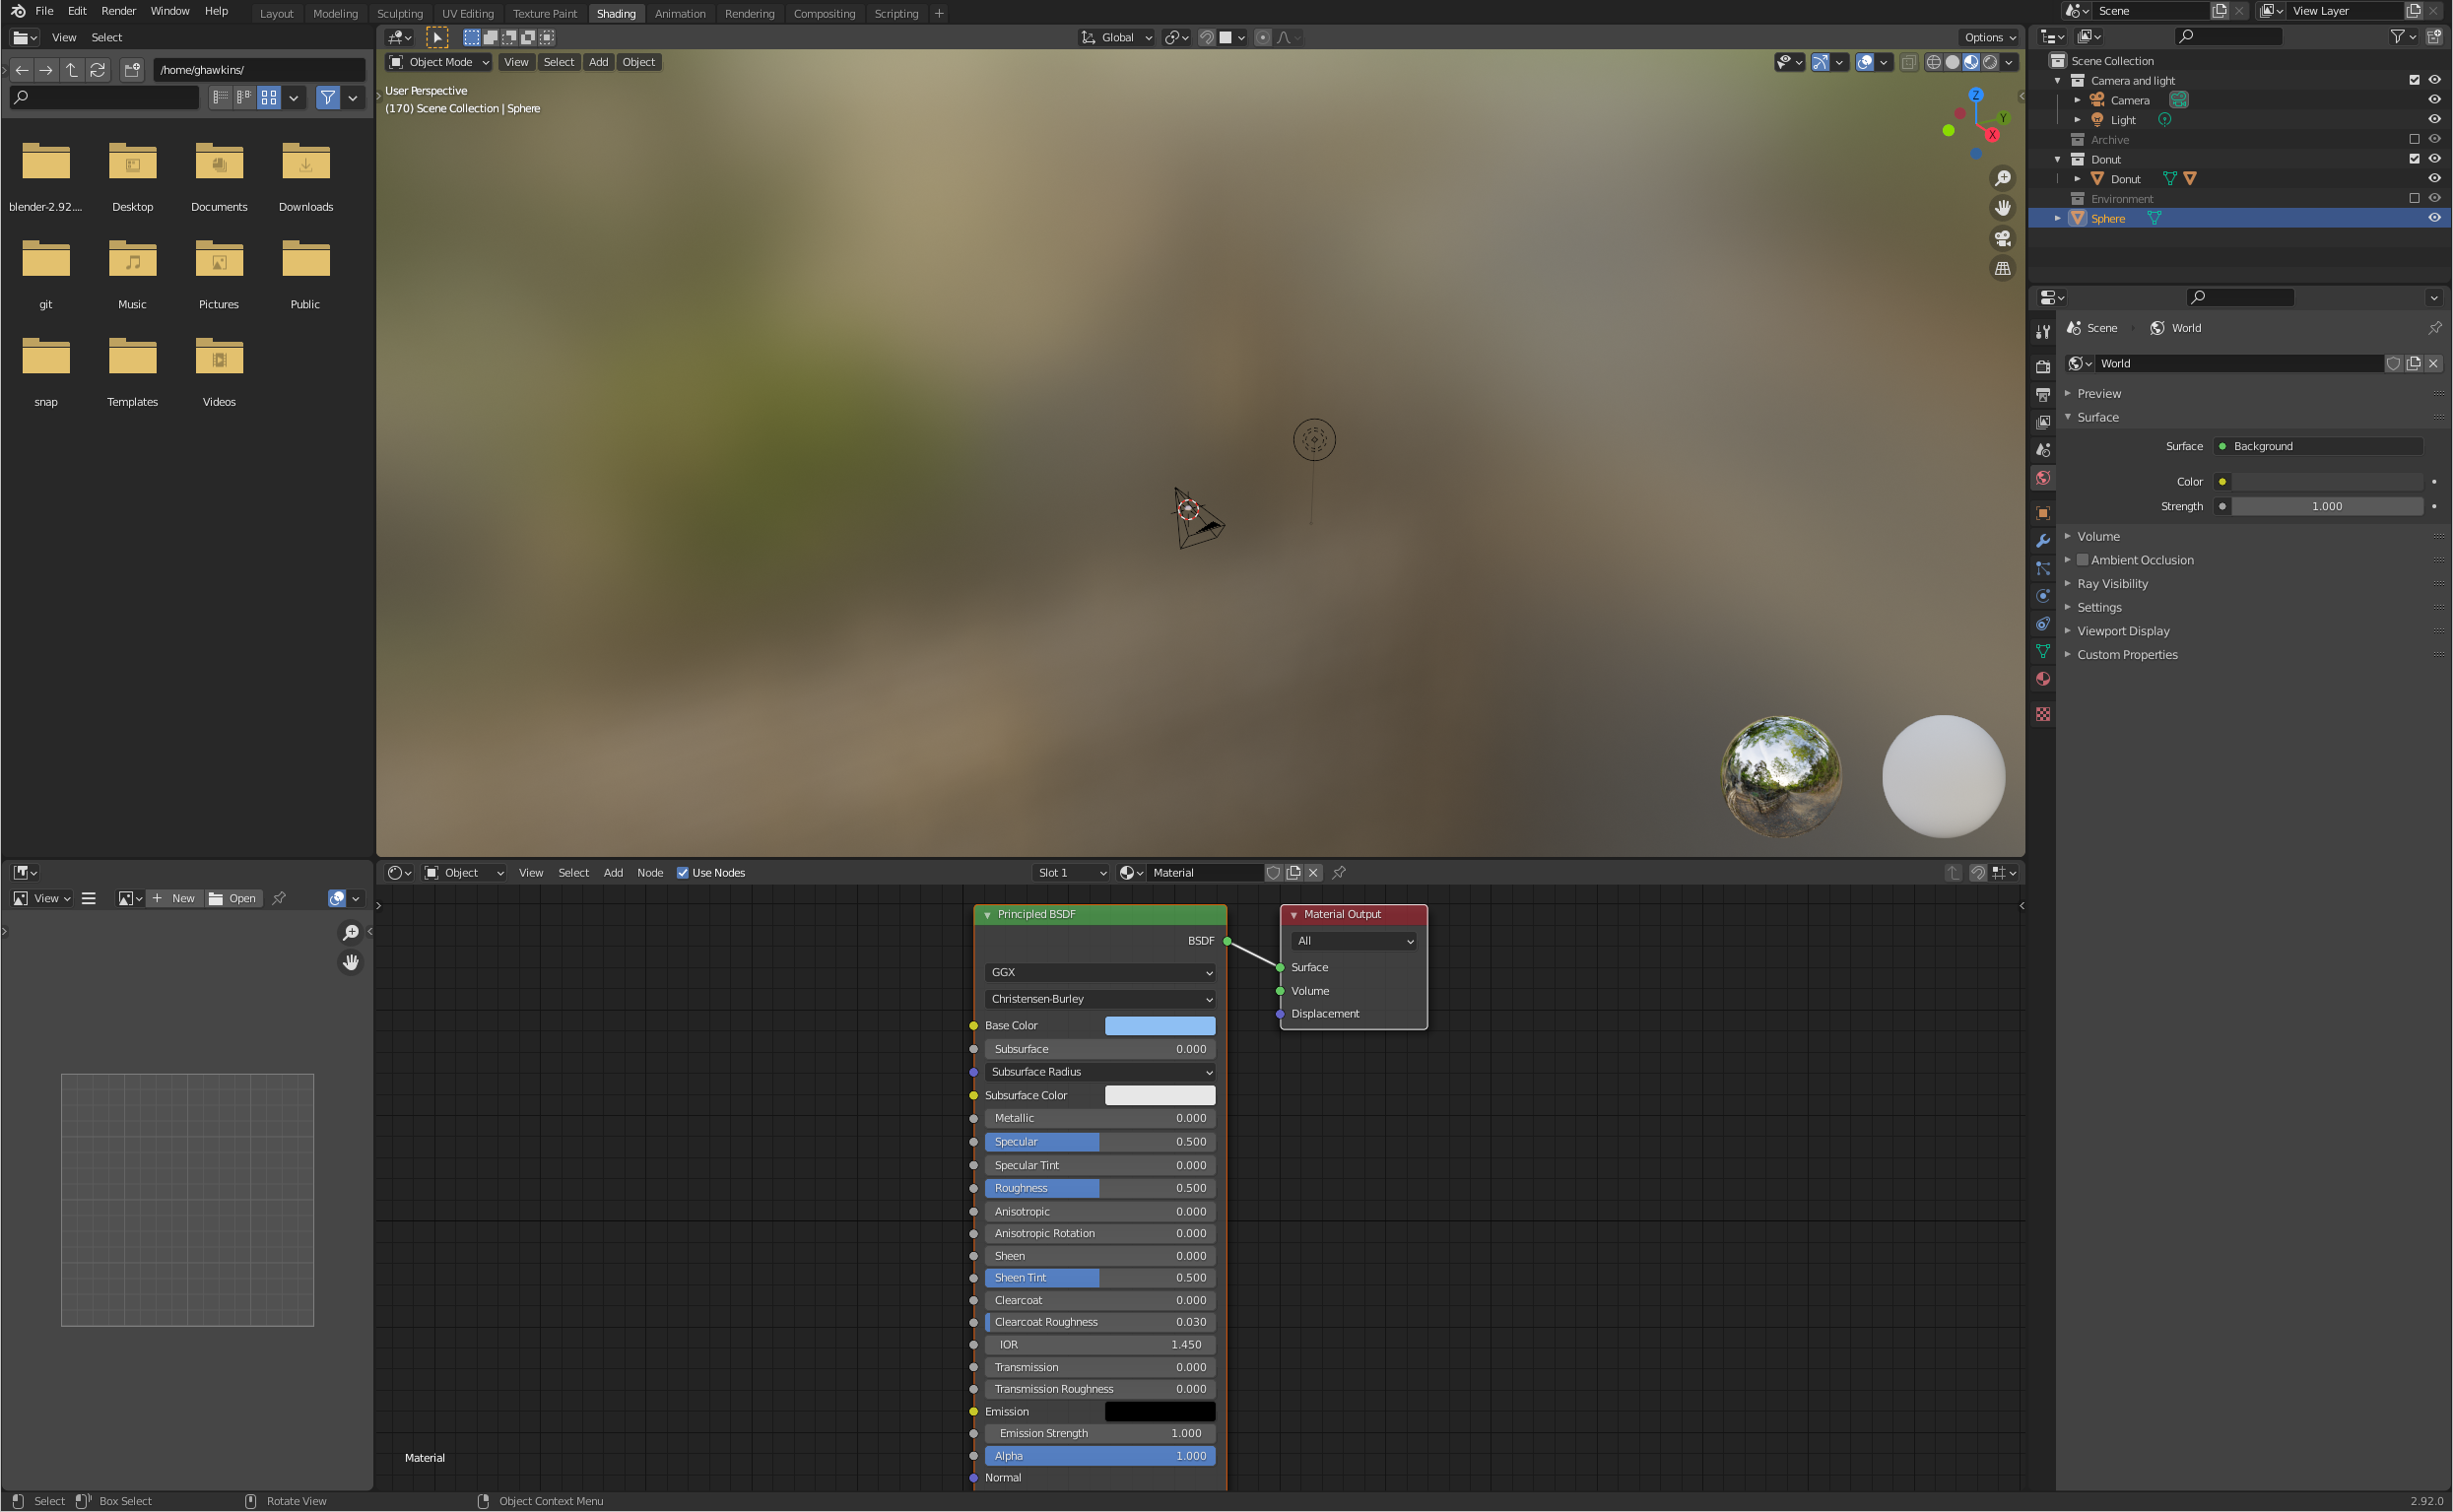 File Edit Render Window Help Layout Modeling Sculpting UV Editing Texture Paint Shading Animation Rendering Compositing Scripting + Scene View Layer
View Select
/home/ghawkins/
blender-2.92.... Desktop Documents Downloads
git Music Pictures Public
snap Templates Videos
Global Options
Object Mode View Select Add Object
User Perspective
(170) Scene Collection | Sphere
Z
Y
X
Scene Collection
Camera and light
Camera
Light
Archive
Donut
Donut
Environment
Sphere
Scene World
World
Preview
Surface
Surface Background
Color
Strength 1.000
Volume
Ambient Occlusion
Ray Visibility
Settings
Viewport Display
Custom Properties
View + New Open
Object View Select Add Node Use Nodes Slot 1 Material
Principled BSDF
BSDF
GGX
Christensen-Burley
Base Color
Subsurface 0.000
Subsurface Radius
Subsurface Color
Metallic 0.000
Specular 0.500
Specular Tint 0.000
Roughness 0.500
Anisotropic 0.000
Anisotropic Rotation 0.000
Sheen 0.000
Sheen Tint 0.500
Clearcoat 0.000
Clearcoat Roughness 0.030
IOR 1.450
Transmission 0.000
Transmission Roughness 0.000
Emission
Emission Strength 1.000
Alpha 1.000
Normal
Material Output
All
Surface
Volume
Displacement
Material
Select Box Select Rotate View Object Context Menu 2.92.0